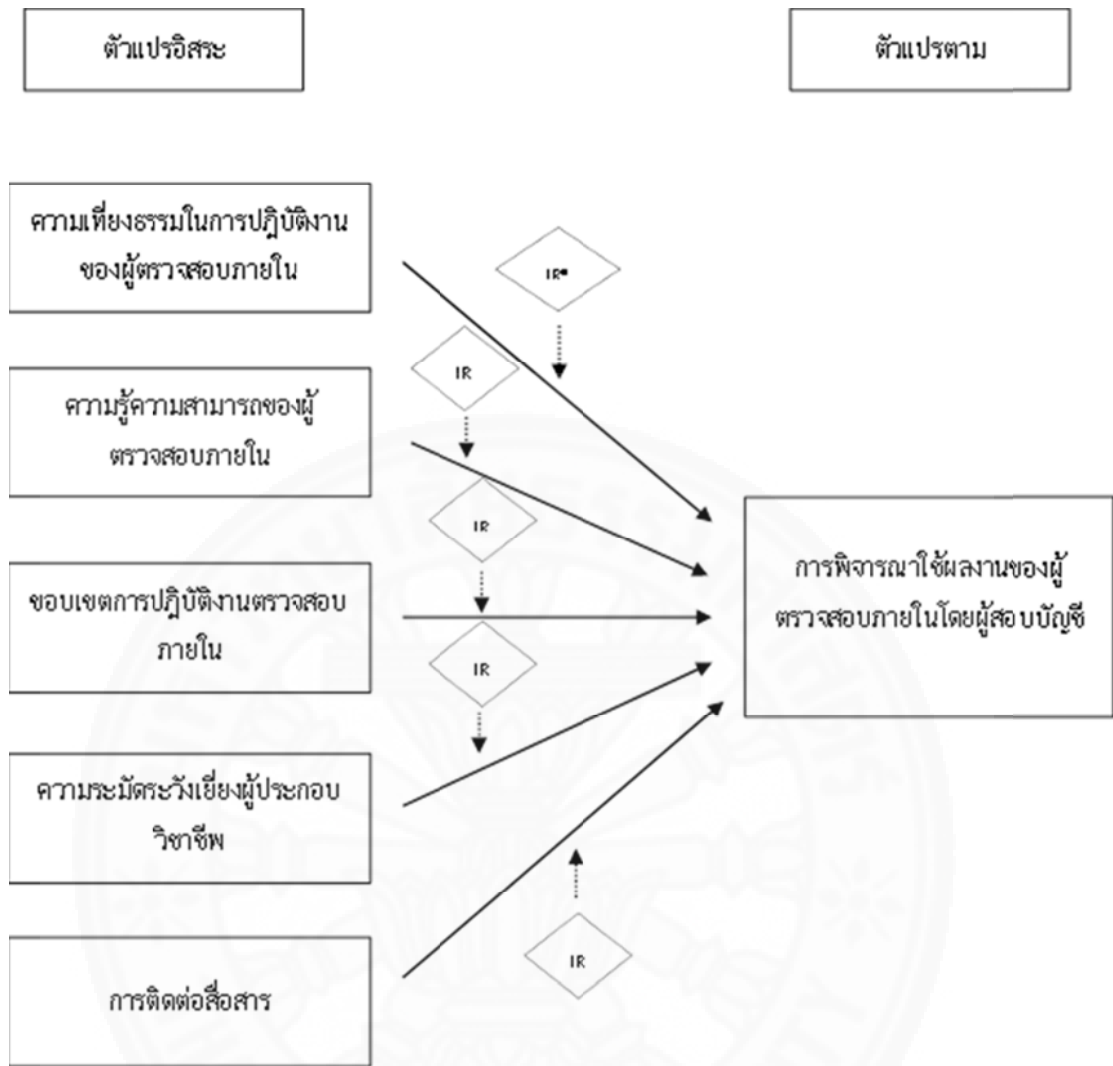 ตัวแปรอิสระ
ตัวแปรตาม
ความเที่ยงธรรมในการปฏิบัติงาน
ของผู้ตรวจสอบภายใน
IR*
IR
ความรู้ความสามารถของผู้
ตรวจสอบภายใน
IR
ขอบเขตการปฏิบัติงานตรวจสอบ
ภายใน
การพิจารณาใช้ผลงานของผู้
ตรวจสอบภายในโดยผู้สอบบัญชี
IR
ความระมัดระวังเยี่ยงผู้ประกอบ
วิชาชีพ
IR
การติดต่อสื่อสาร